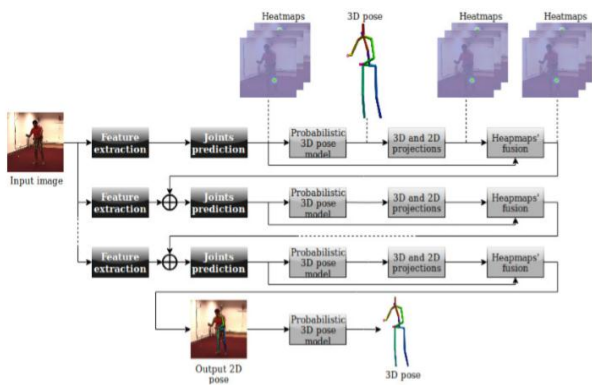 Heatmaps
3D pose
Heatmaps
Heatmaps
Feature
extraction
Joints
prediction
Probabilistic
3D pose
model
3D and 2D
projections
Heapmaps'
fusion
Input image
Feature
extraction
Joints
prediction
Probabilistic
3D pose
model
3D and 2D
projections
Heapmaps'
fusion
Feature
extraction
Joints
prediction
Probabilistic
3D pose
model
3D and 2D
projections
Heapmaps'
fusion
Probabilistic
3D pose
model
Output 2D
pose
3D pose